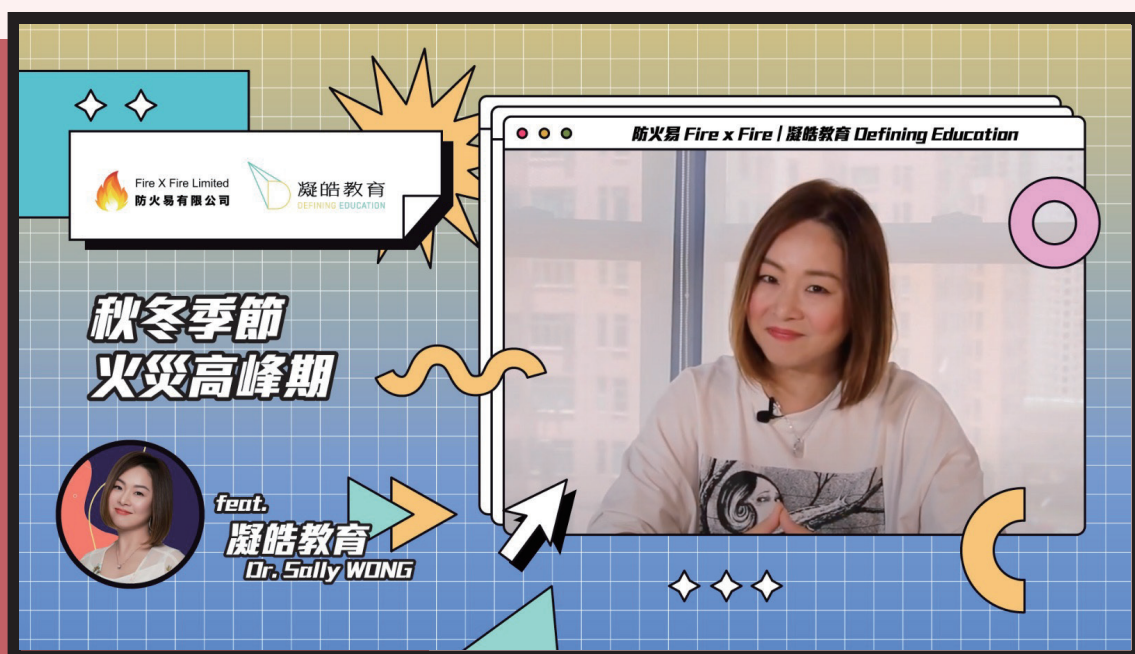 Fire X Fire Limited
防火易有限公司
凝皓教育
DEFINING EDUCATION
防火易 Fire x Fire | 凝皓教育 Defining Education
秋冬季節
火災高峰期
feat.
凝皓教育
Dr. Sally WONG